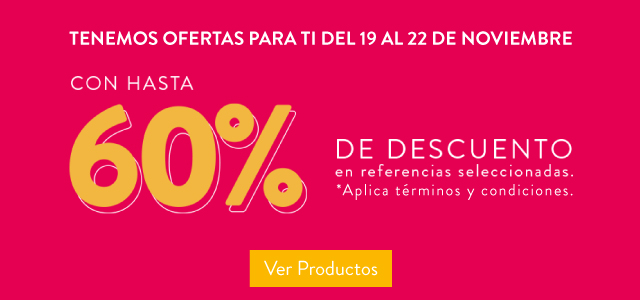 TENEMOS OFERTAS PARA TI DEL 19 AL 22 DE NOVIEMBRE
CON HASTA
60%
DE DESCUENTO
en referencias seleccionadas.
*Aplica términos y condiciones.
Ver Productos